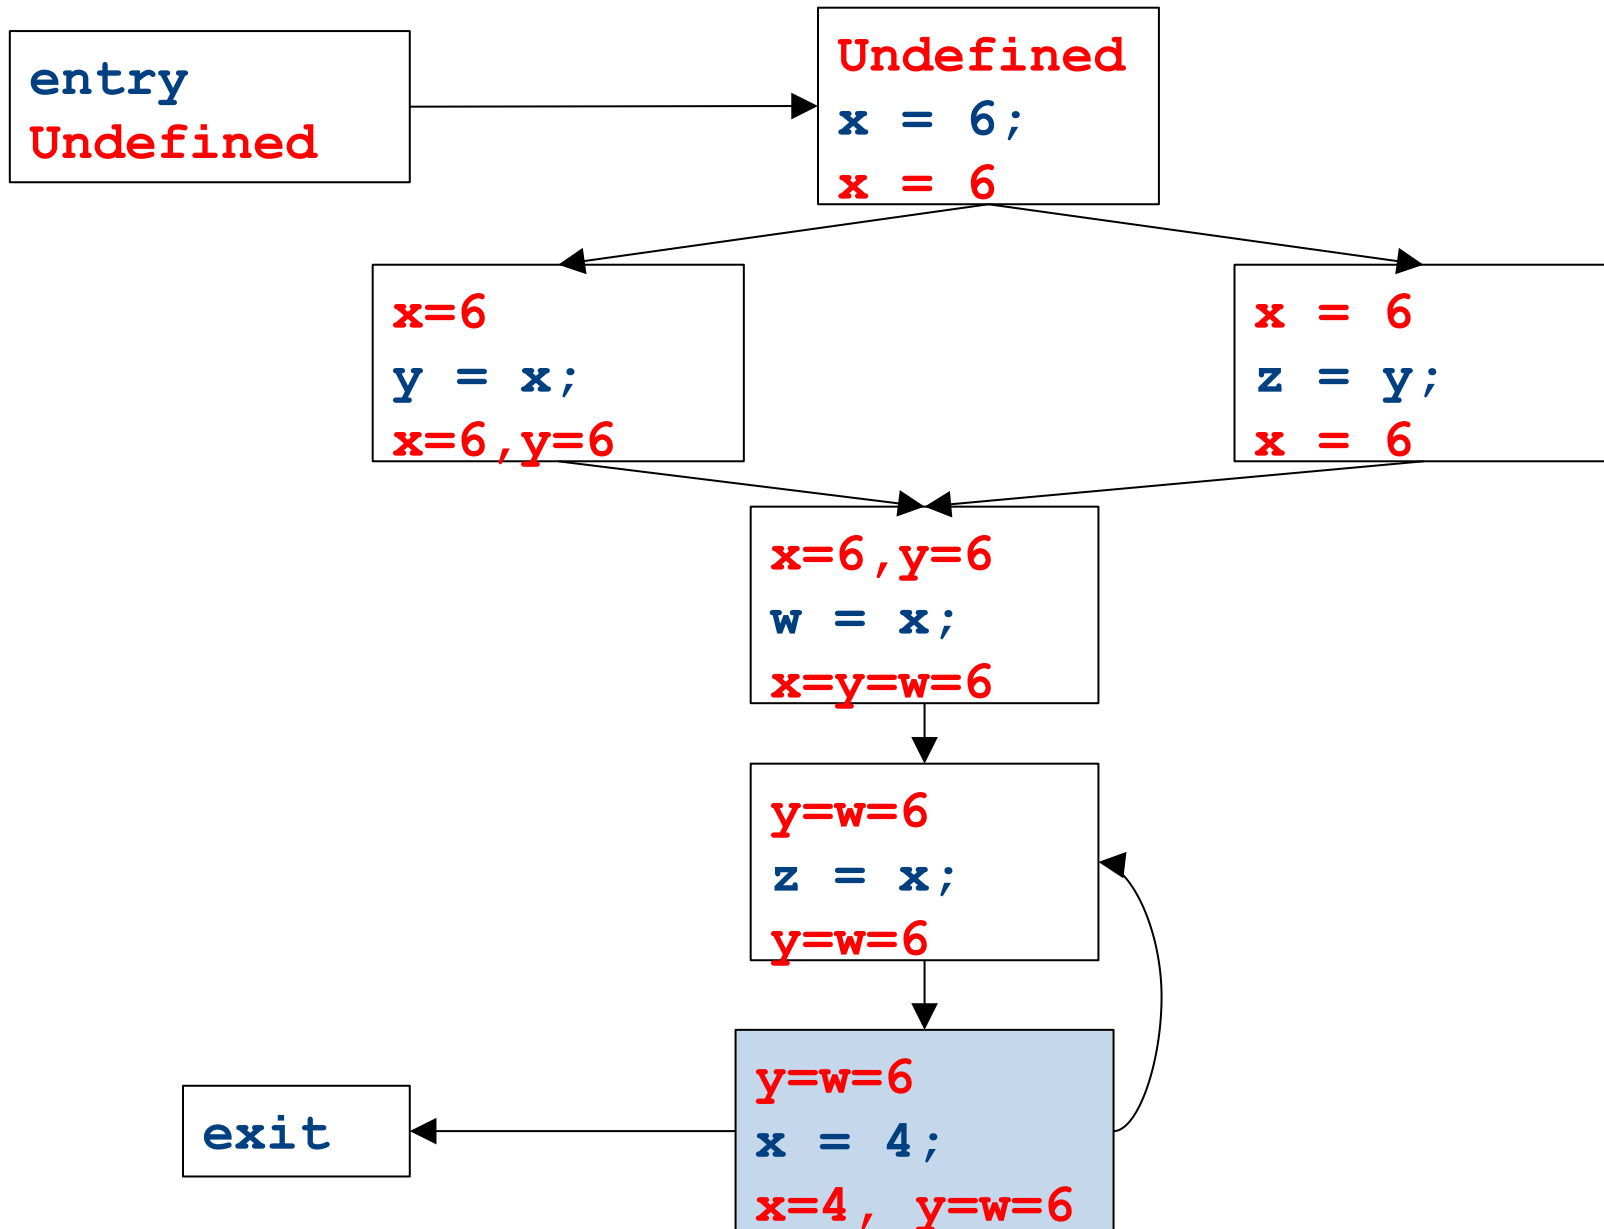 entry
Undefined
Undefined
x = 6;
x = 6
x=6
y = x;
x=6,y=6
x = 6
z = y;
x = 6
x=6,y=6
w = x;
x=y=w=6
y=w=6
z = x;
y=w=6
y=w=6
x = 4;
x=4, y=w=6
exit